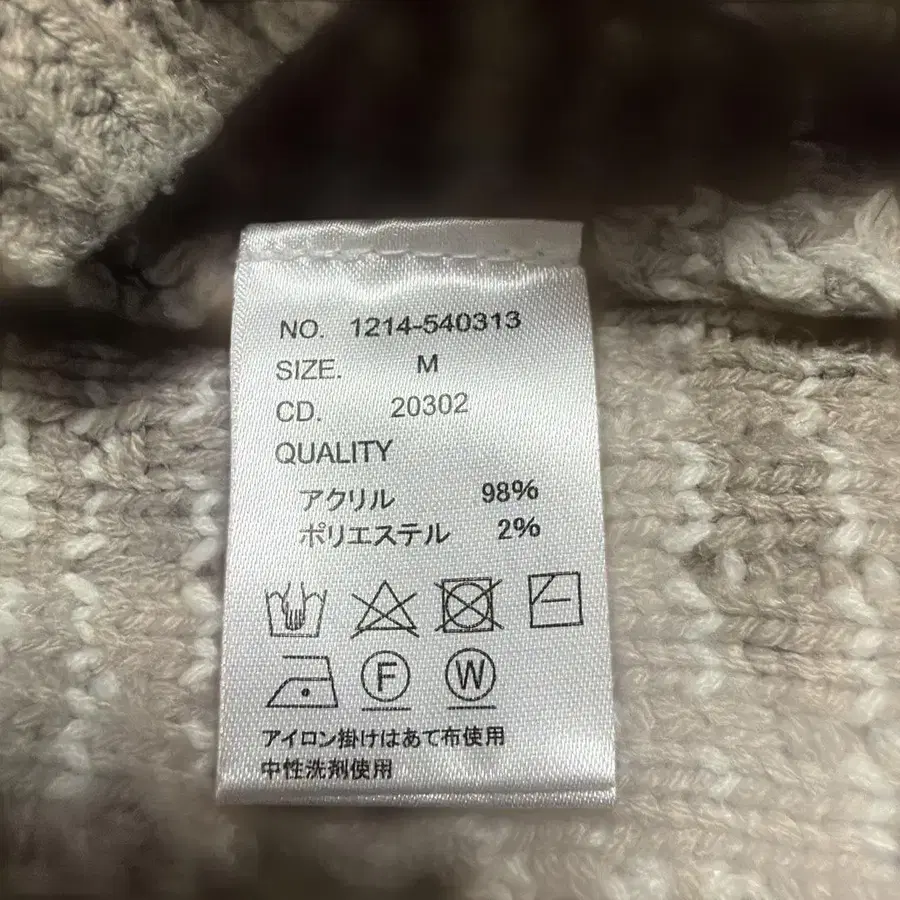 NO. 1214-540313
SIZE. M
CD. 20302
QUALITY
アクリル 98%
ポリエステル 2%
F W
アイロン掛けはあて布使用
中性洗剤使用